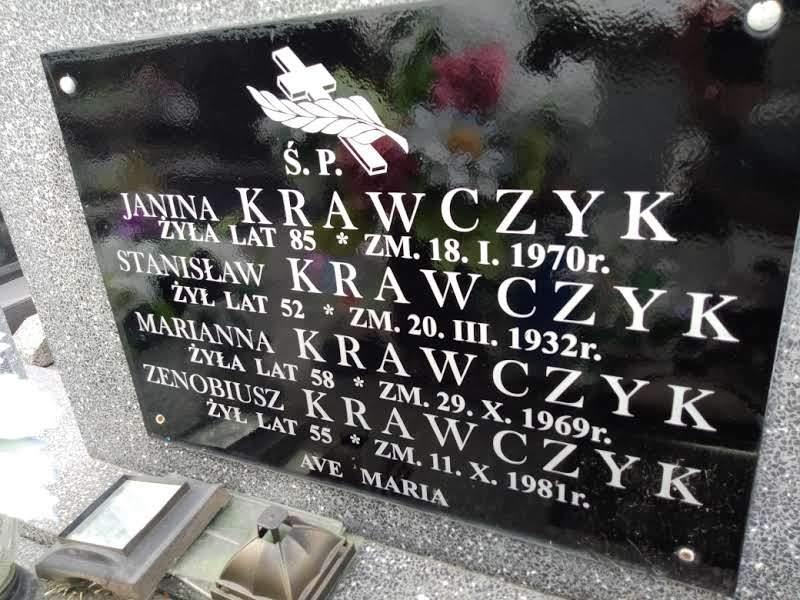 Ś. P.
JANINA KRAWCZYK
ŻYŁA LAT 85 * ZM. 18. I. 1970r.
STANISŁAW KRAWCZYK
ŻYŁ LAT 52 * ZM. 20. III. 1932r.
MARIANNA KRAWCZYK
ŻYŁA LAT 58 * ZM. 29. X. 1969r.
ZENOBIUSZ KRAWCZYK
ŻYŁ LAT 55 * ZM. 11. X. 1981r.
AVE MARIA